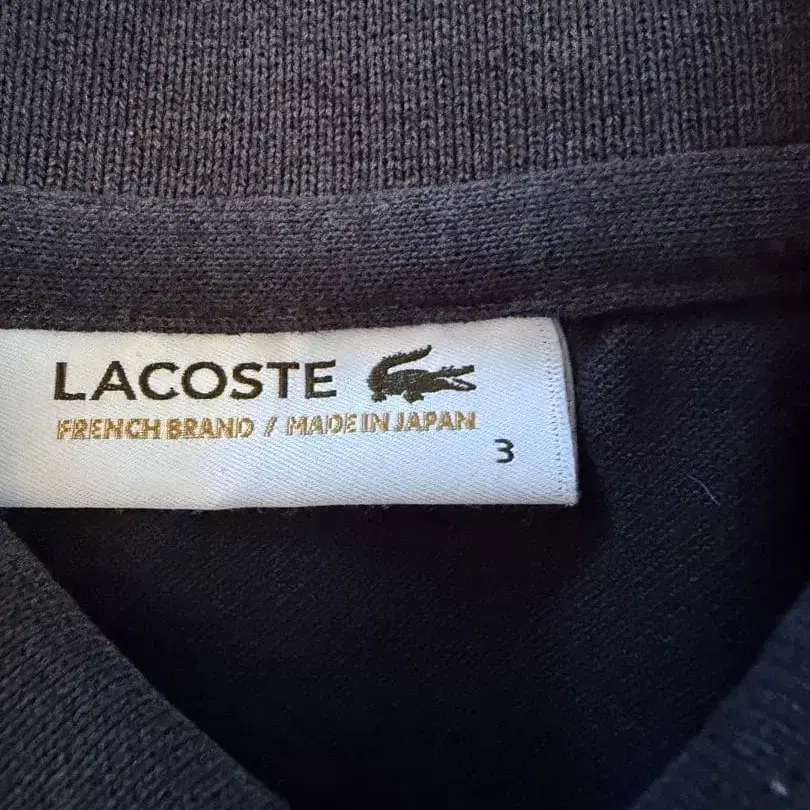 LACOSTE
FRENCH BRAND / MADE IN JAPAN
3